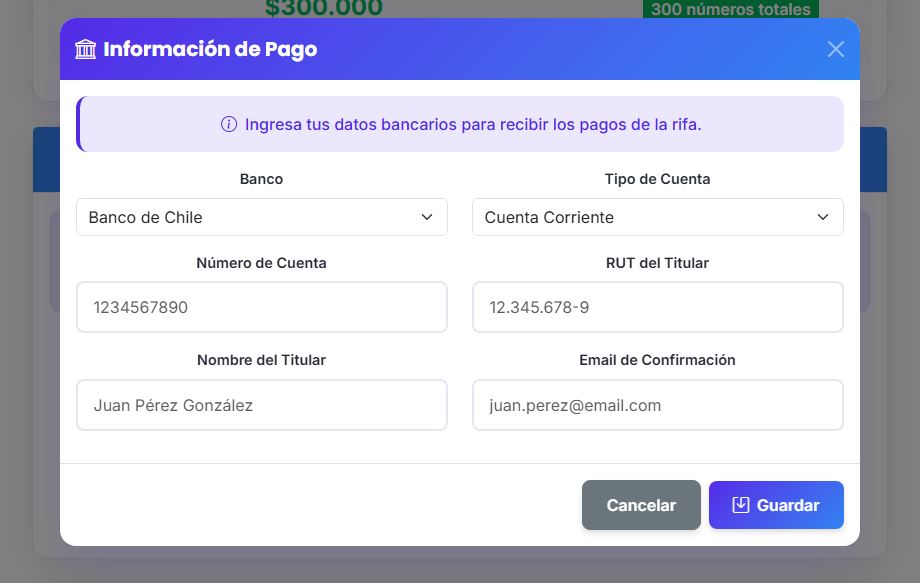 $300.000
300 números totales
Información de Pago
Ingresa tus datos bancarios para recibir los pagos de la rifa.
Banco
Tipo de Cuenta
Banco de Chile
Cuenta Corriente
Número de Cuenta
RUT del Titular
1234567890
12.345.678-9
Nombre del Titular
Email de Confirmación
Juan Pérez González
juan.perez@email.com
Cancelar
Guardar